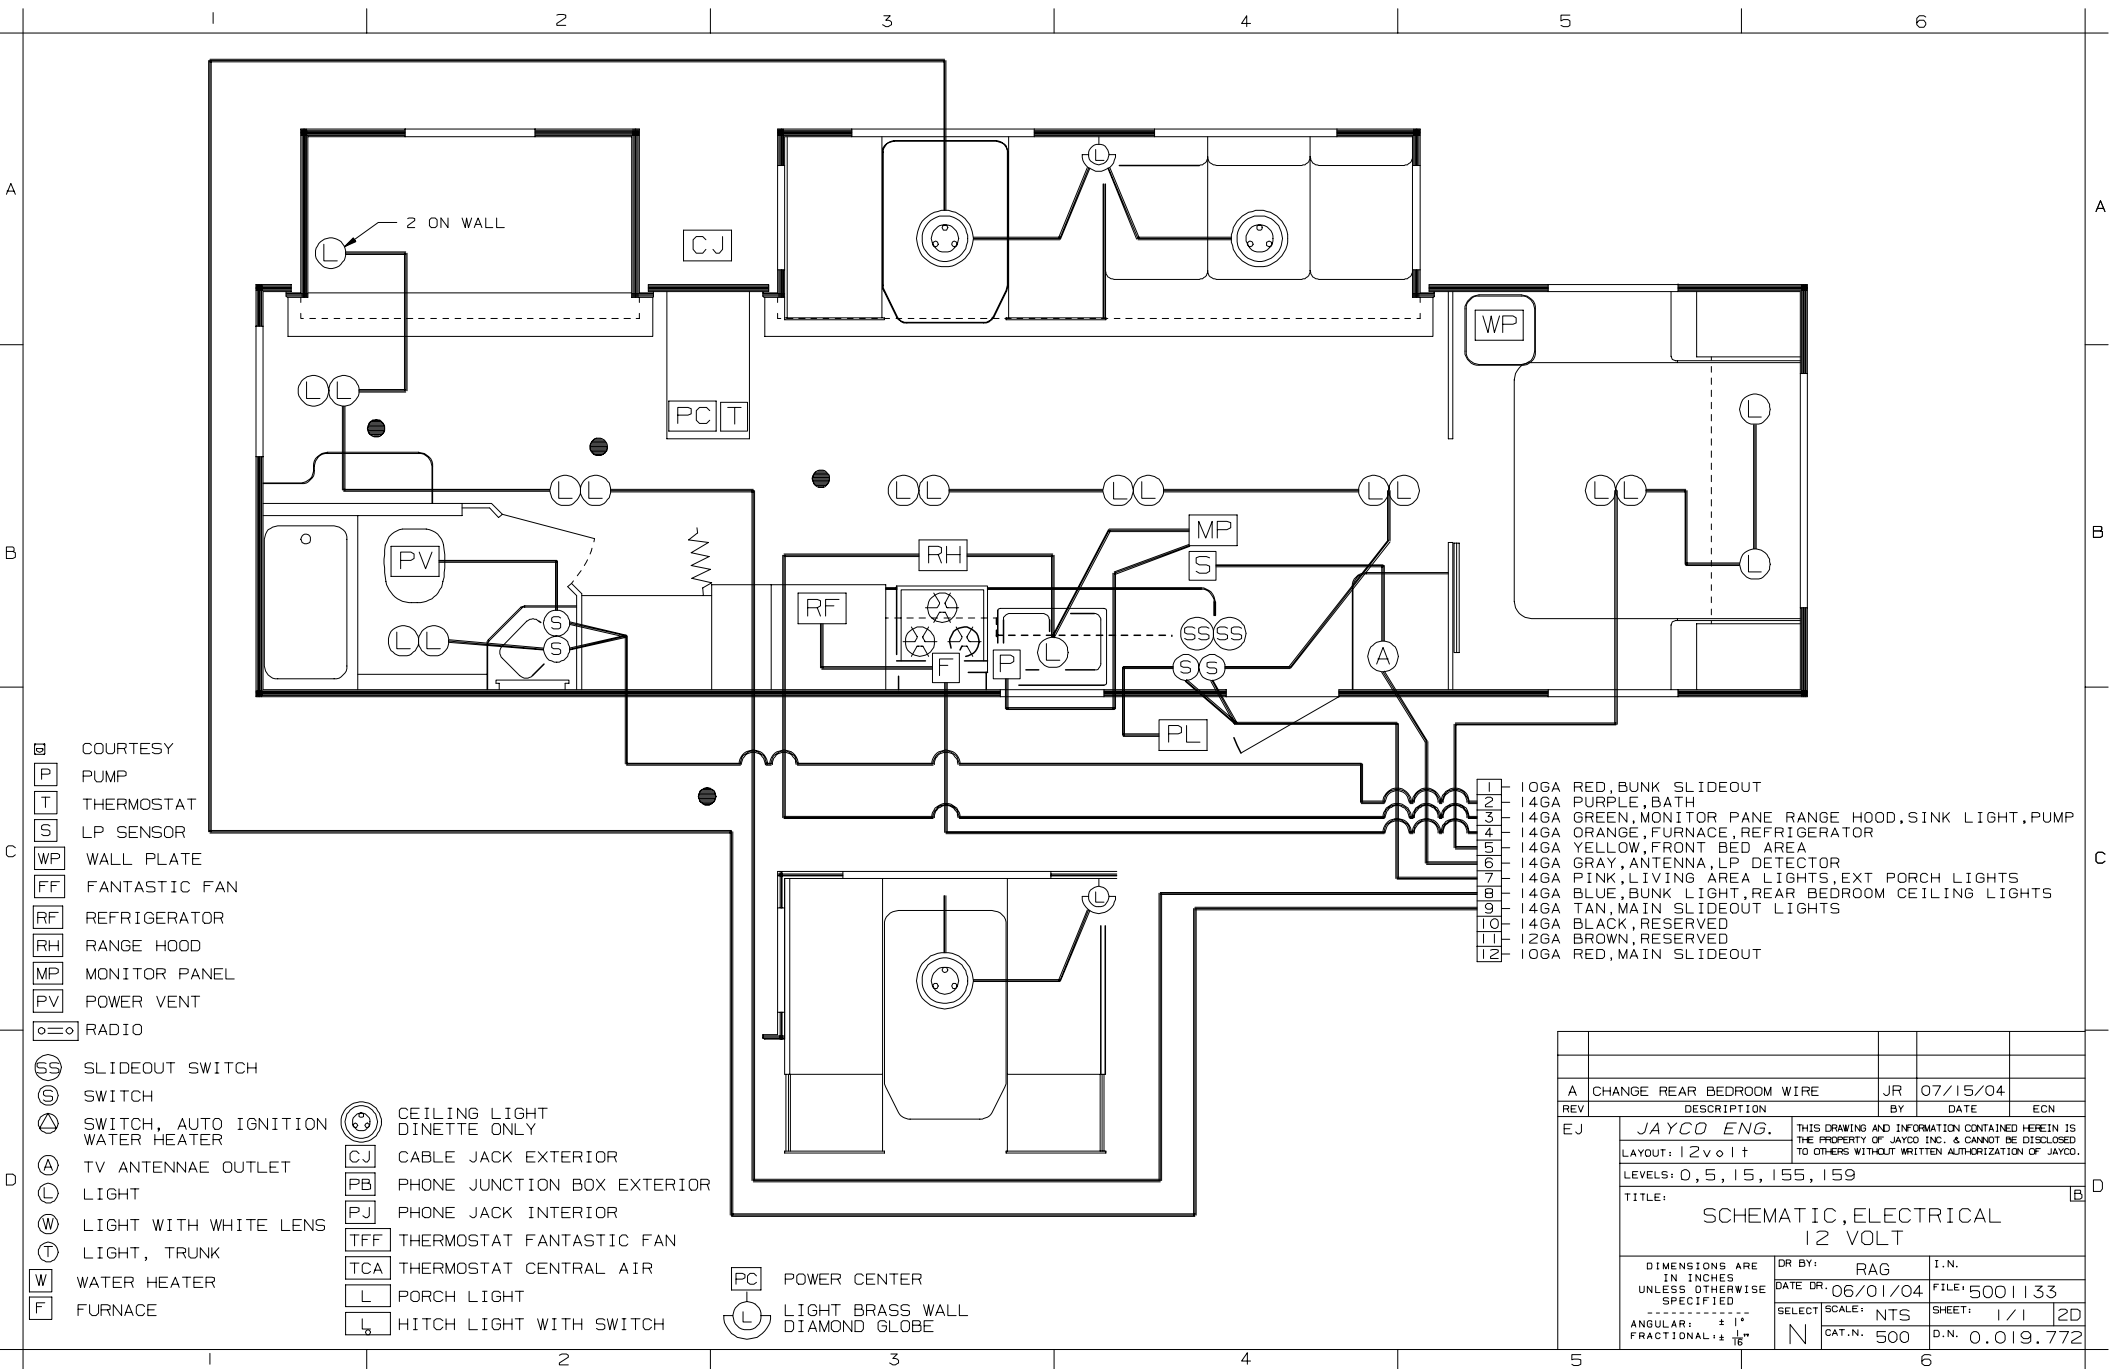 1 2 3 4 5 6
A
A
2 ON WALL
L
L
CJ
WP
L L
PC T
L
L L
L L
L L
L L
L L
B
B
MP
RH
S
PV
L
RF
S
L L
SS SS
S
L
A
P
F
S S
PL
COURTESY
P PUMP
T THERMOSTAT
S LP SENSOR
WP WALL PLATE
FF FANTASTIC FAN
RF REFRIGERATOR
RH RANGE HOOD
MP MONITOR PANEL
PV POWER VENT
RADIO
SS SLIDEOUT SWITCH
S SWITCH
SWITCH, AUTO IGNITION
WATER HEATER
A TV ANTENNAE OUTLET
L LIGHT
W LIGHT WITH WHITE LENS
T LIGHT, TRUNK
W WATER HEATER
F FURNACE
CEILING LIGHT
DINETTE ONLY
CJ CABLE JACK EXTERIOR
PB PHONE JUNCTION BOX EXTERIOR
PJ PHONE JACK INTERIOR
TFF THERMOSTAT FANTASTIC FAN
TCA THERMOSTAT CENTRAL AIR
L PORCH LIGHT
L HITCH LIGHT WITH SWITCH
PC POWER CENTER
L LIGHT BRASS WALL
DIAMOND GLOBE
L
1 10GA RED,BUNK SLIDEOUT
2 14GA PURPLE,BATH
3 14GA GREEN,MONITOR PANE RANGE HOOD,SINK LIGHT,PUMP
4 14GA ORANGE,FURNACE,REFRIGERATOR
5 14GA YELLOW,FRONT BED AREA
6 14GA GRAY,ANTENNA,LP DETECTOR
7 14GA PINK,LIVING AREA LIGHTS,EXT PORCH LIGHTS
8 14GA BLUE,BUNK LIGHT,REAR BEDROOM CEILING LIGHTS
9 14GA TAN,MAIN SLIDEOUT LIGHTS
10 14GA BLACK,RESERVED
11 12GA BROWN,RESERVED
12 10GA RED,MAIN SLIDEOUT
C
C
D
D
A CHANGE REAR BEDROOM WIRE JR 07/15/04
REV DESCRIPTION BY DATE ECN
EJ
JAYCO ENG.
THIS DRAWING AND INFORMATION CONTAINED HEREIN IS
THE PROPERTY OF JAYCO INC. & CANNOT BE DISCLOSED
TO OTHERS WITHOUT WRITTEN AUTHORIZATION OF JAYCO.
LAYOUT: 12volt
LEVELS: 0,5,15,155,159
TITLE:
B
SCHEMATIC,ELECTRICAL
12 VOLT
DIMENSIONS ARE
IN INCHES
UNLESS OTHERWISE
SPECIFIED
ANGULAR: ± 1°
FRACTIONAL: ± 1/16"
DR BY: RAG
I.N.
DATE DR. 06/01/04
FILE: 5001133
SELECT N
SCALE: NTS
SHEET: 1/1
2D
CAT.N. 500
D.N. 0.019.772
1 2 3 4 5 6